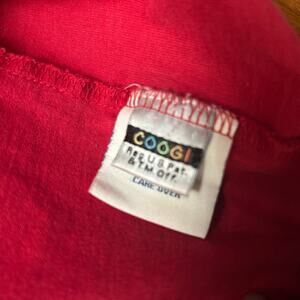 COOGI
Reg U.S. Pat.
& TM Off.
CARE OVER